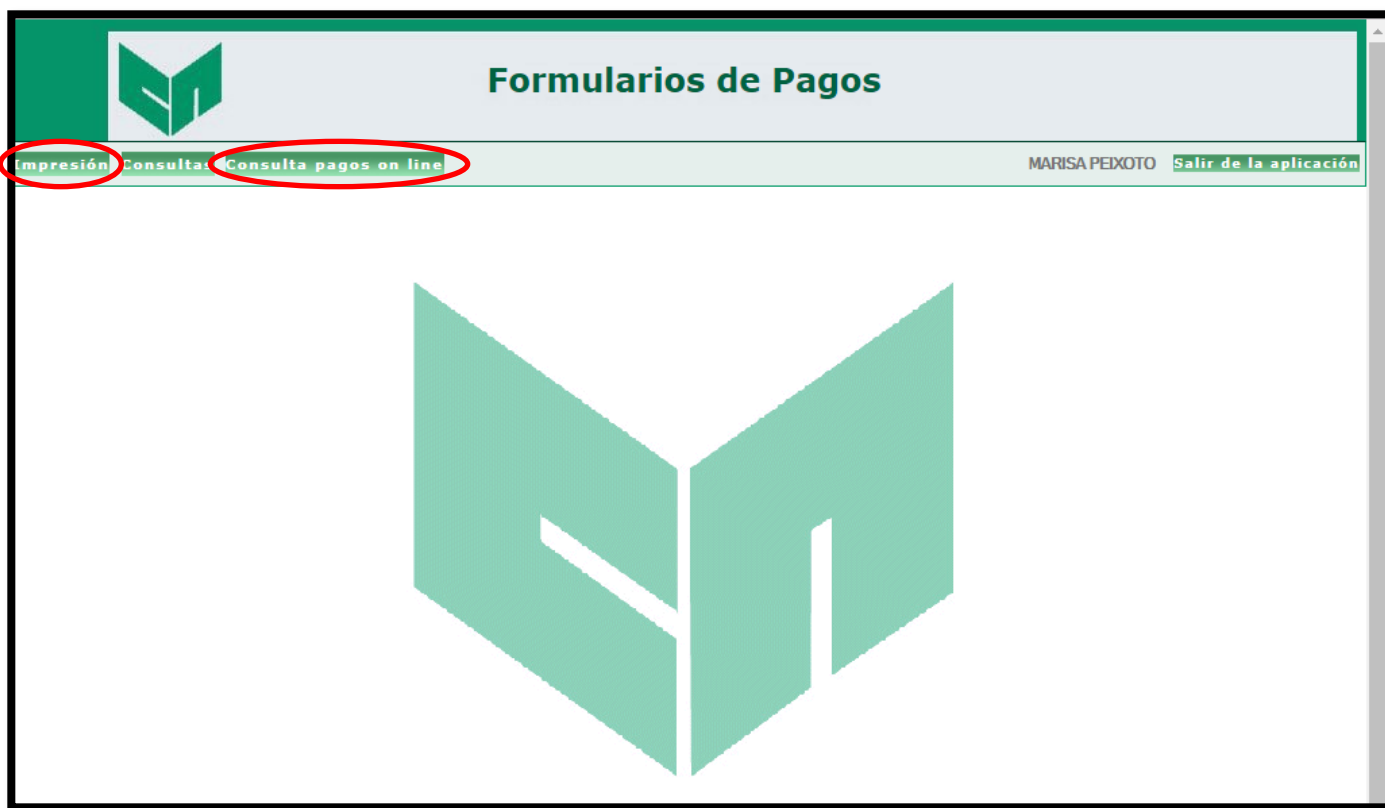 Formularios de Pagos
Impresión Consultas Consulta pagos on line MARISA PEIXOTO Salir de la aplicación